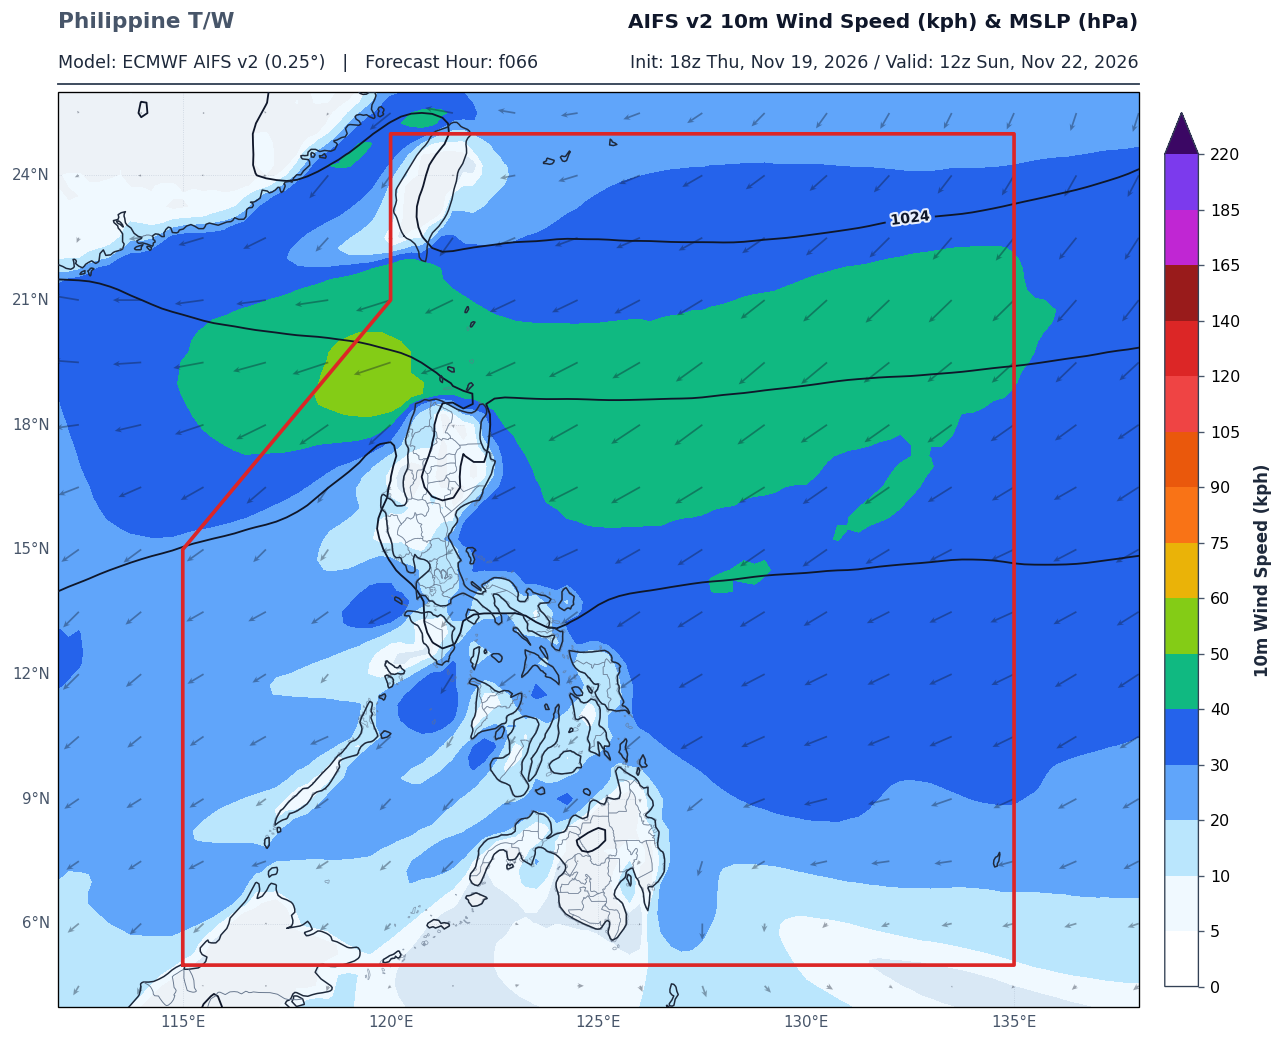 Philippine T/W
AIFS v2 10m Wind Speed (kph) & MSLP (hPa)
Model: ECMWF AIFS v2 (0.25°) | Forecast Hour: f066
Init: 18z Thu, Nov 19, 2026 / Valid: 12z Sun, Nov 22, 2026
24°N
21°N
18°N
15°N
12°N
9°N
6°N
115°E
120°E
125°E
130°E
135°E
1024
220
185
165
140
120
105
90
75
60
50
40
30
20
10
5
0
10m Wind Speed (kph)